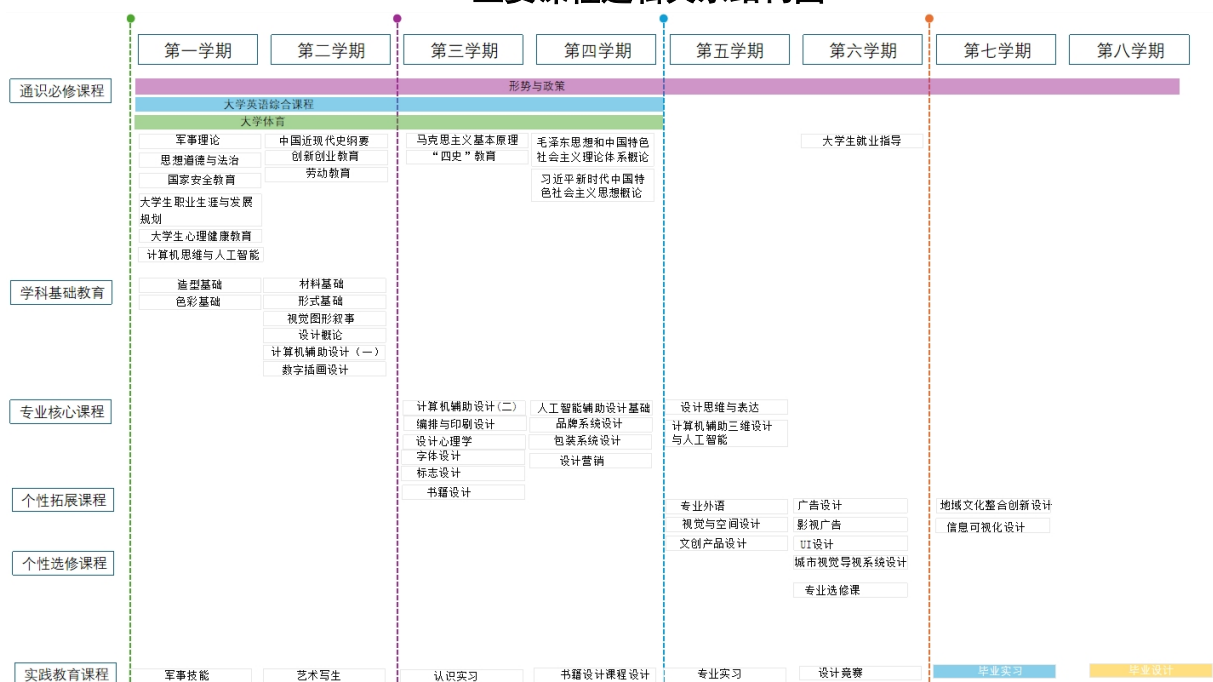 主要课程逻辑关系结构图
第一学期
第二学期
第三学期
第四学期
第五学期
第六学期
第七学期
第八学期
通识必修课程
形势与政策
大学英语综合课程
大学体育
军事理论
中国近现代史纲要
马克思主义基本原理
毛泽东思想和中国特色
社会主义理论体系概论
大学生就业指导
思想道德与法治
创新创业教育
“四史”教育
国家安全教育
劳动教育
习近平新时代中国特
色社会主义思想概论
大学生职业生涯与发展
规划
大学生心理健康教育
计算机思维与人工智能
学科基础教育
造型基础
材料基础
色彩基础
形式基础
视觉图形叙事
设计概论
计算机辅助设计（一）
数字插画设计
专业核心课程
计算机辅助设计(二)
人工智能辅助设计基础
设计思维与表达
编排与印刷设计
品牌系统设计
计算机辅助三维设计
与人工智能
设计心理学
包装系统设计
字体设计
设计营销
标志设计
书籍设计
个性拓展课程
专业外语
广告设计
地域文化整合创新设计
视觉与空间设计
影视广告
信息可视化设计
文创产品设计
UI设计
个性选修课程
城市视觉导视系统设计
专业选修课
实践教育课程
军事技能
艺术写生
认识实习
书籍设计课程设计
专业实习
设计竞赛
毕业实习
毕业设计